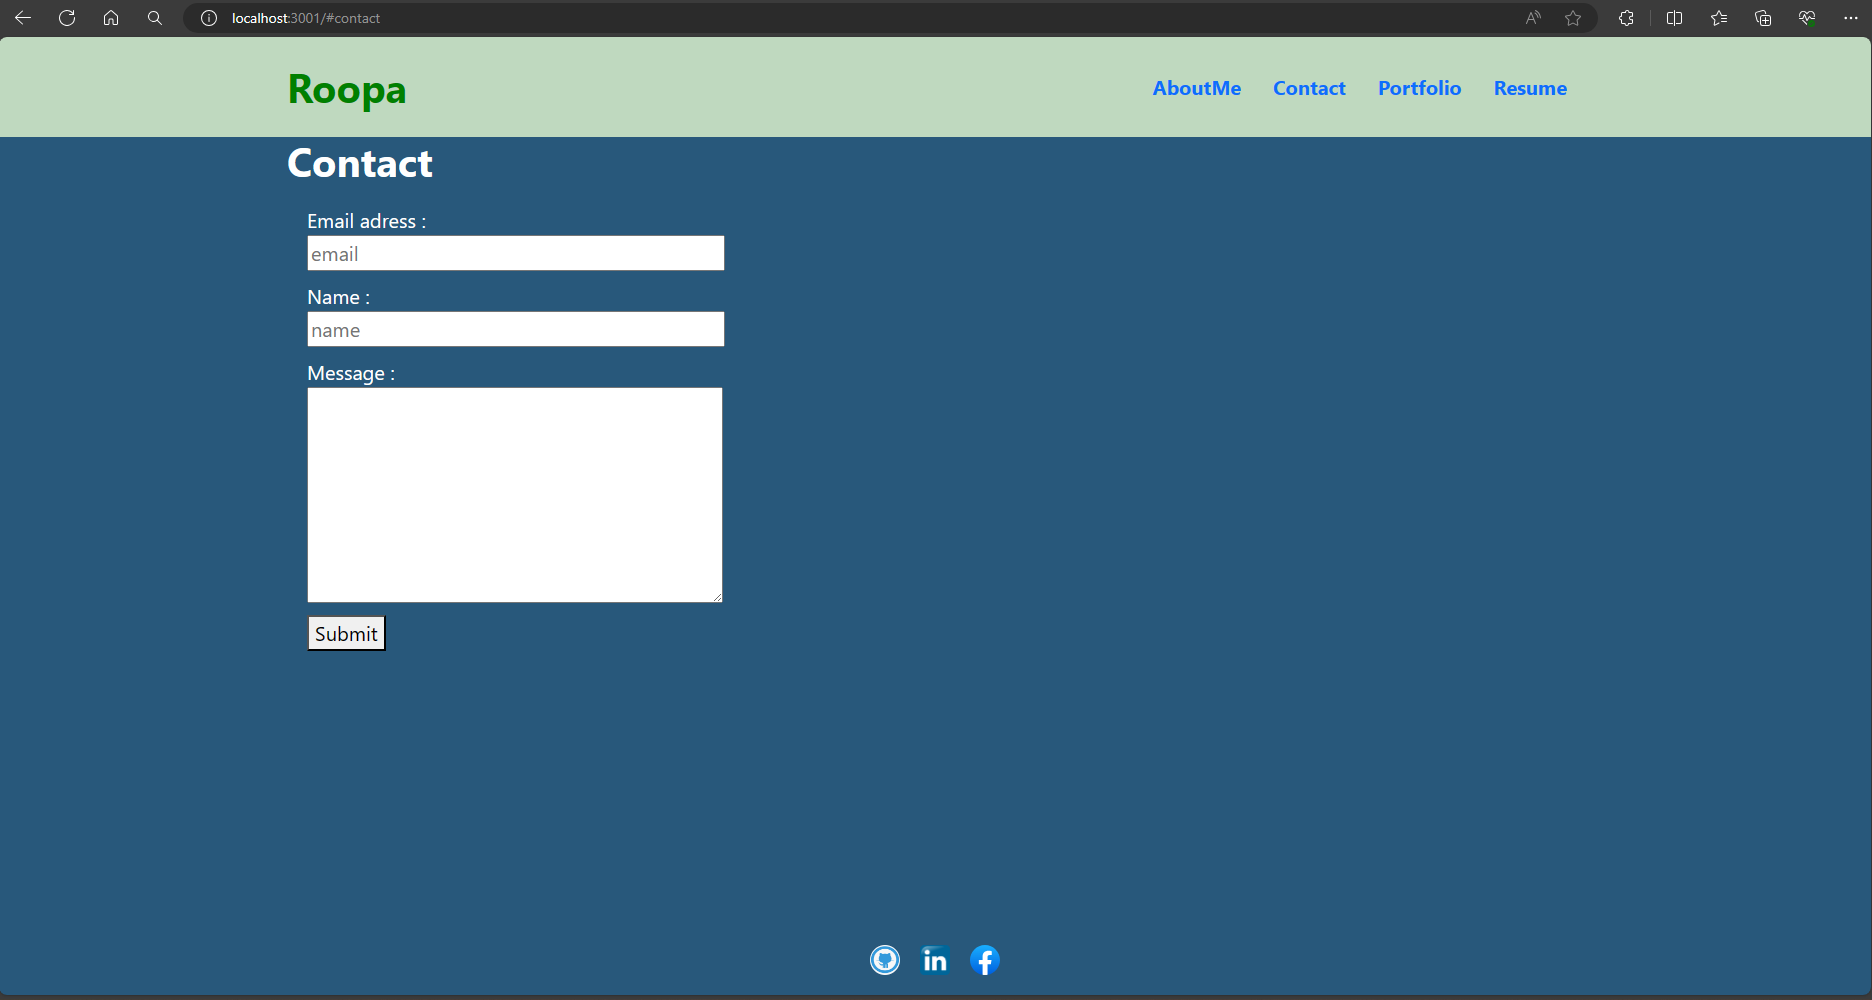 localhost:3001/#contact
Roopa
AboutMe Contact Portfolio Resume
Contact
Email adress :
email
Name :
name
Message :
Submit
in